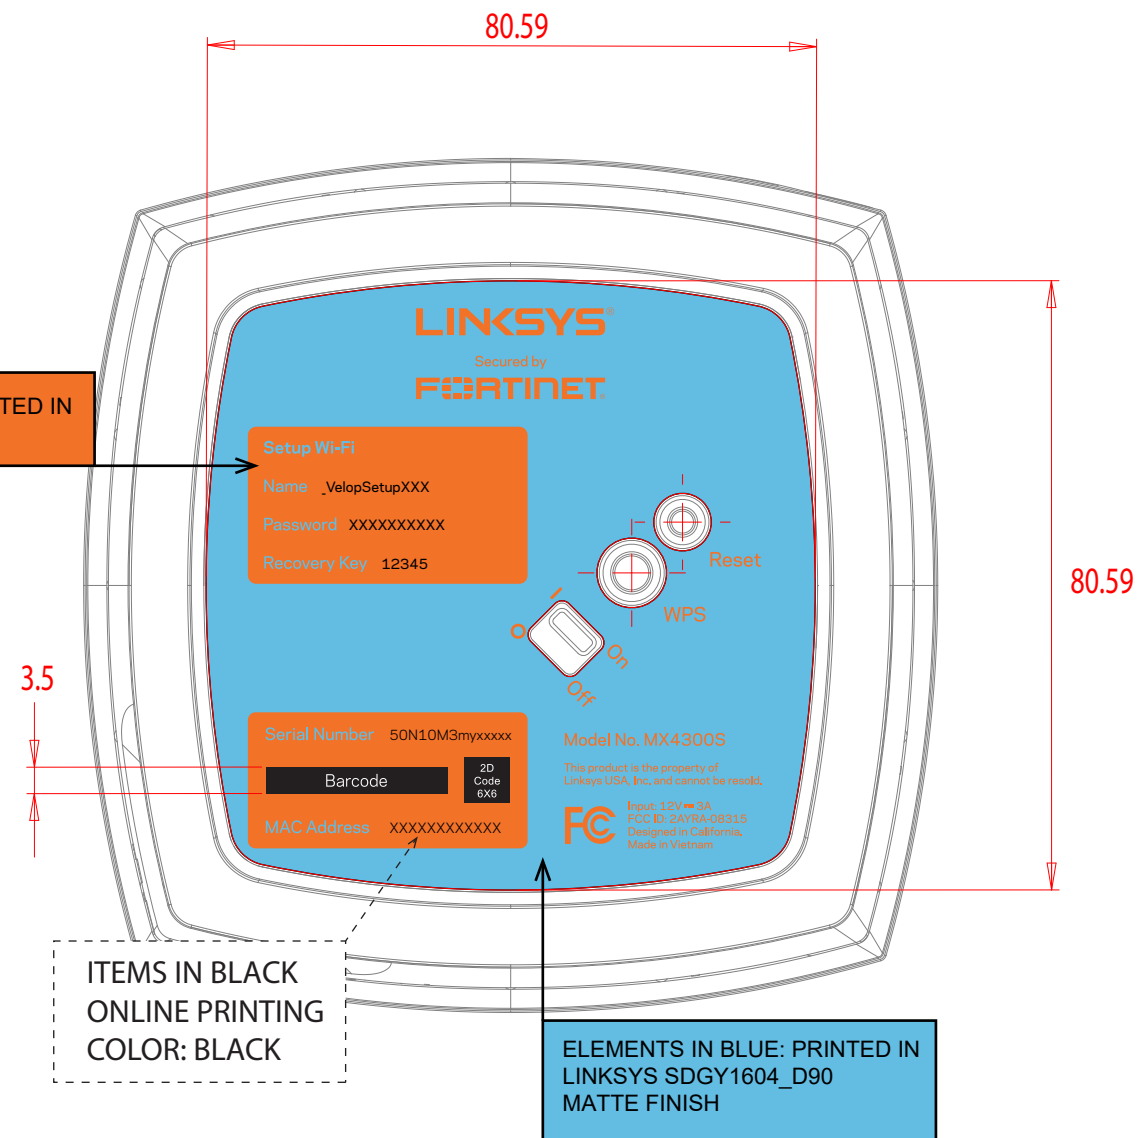 80.59
LINKSYS®
Secured by
FORTINET®
TED IN
Setup Wi-Fi
Name _VelopSetupXXX
Password XXXXXXXXXX
Recovery Key 12345
Reset
WPS
I
O
On
Off
80.59
3.5
Serial Number 50N10M3myxxxxx
Barcode
2D
Code
6X6
MAC Address XXXXXXXXXXXX
Model No. MX4300S
This product is the property of
Linksys USA, Inc, and cannot be resold.
FC
Input: 12V⎓3A
FCC ID: 2AYRA-08315
Designed in California.
Made in Vietnam
ITEMS IN BLACK
ONLINE PRINTING
COLOR: BLACK
ELEMENTS IN BLUE: PRINTED IN
LINKSYS SDGY1604_D90
MATTE FINISH